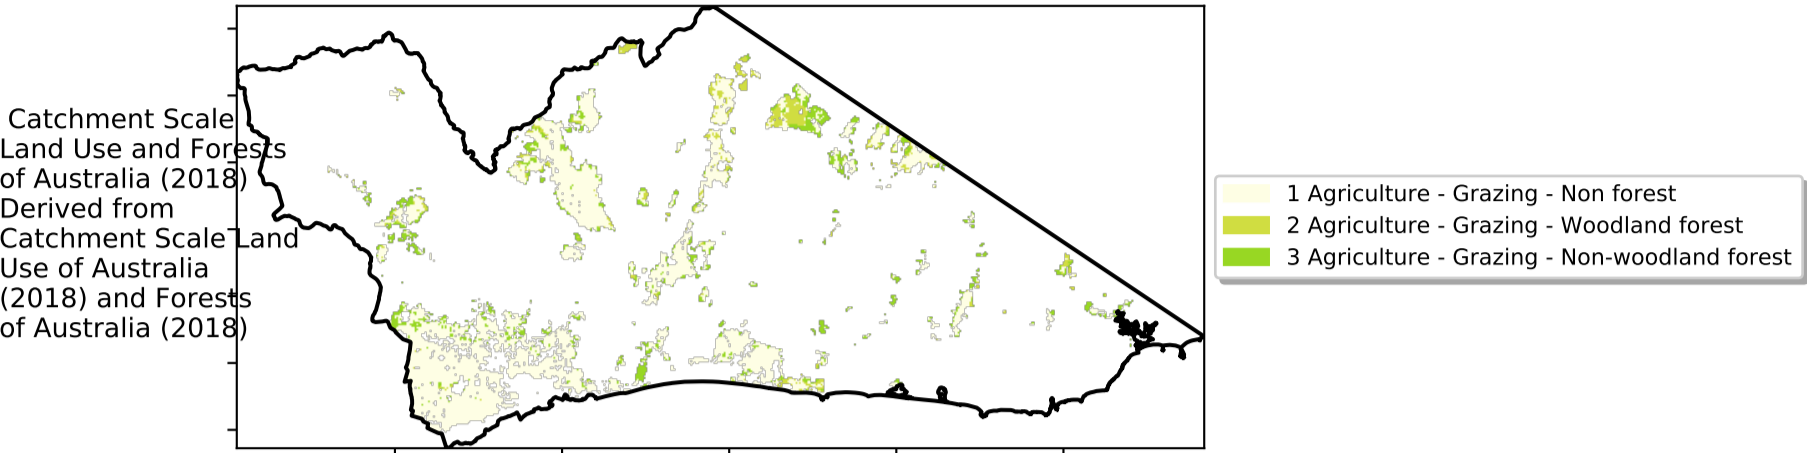 Catchment Scale
Land Use and Forests
of Australia (2018)
Derived from
Catchment Scale Land
Use of Australia
(2018) and Forests
of Australia (2018)
1 Agriculture - Grazing - Non forest
2 Agriculture - Grazing - Woodland forest
3 Agriculture - Grazing - Non-woodland forest